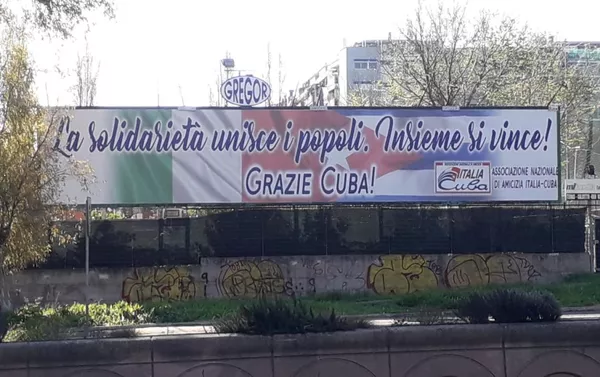 GREGOR
La solidarietà unisce i popoli. Insieme si vince!
GRAZIE CUBA!
ITALIA
Cuba
ASSOCIAZIONE NAZIONALE
DI AMICIZIA ITALIA-CUBA